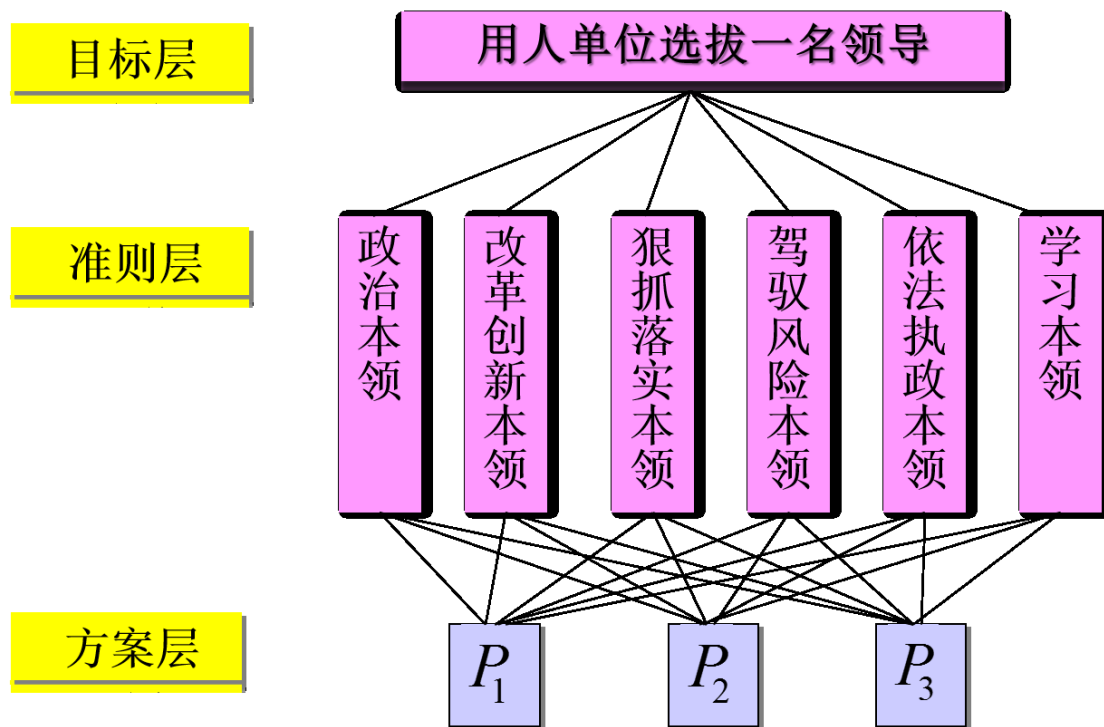 目标层
用人单位选拔一名领导
准则层
政治本领
改革创新本领
狠抓落实本领
驾驭风险本领
依法执政本领
学习本领
方案层
P1
P2
P3